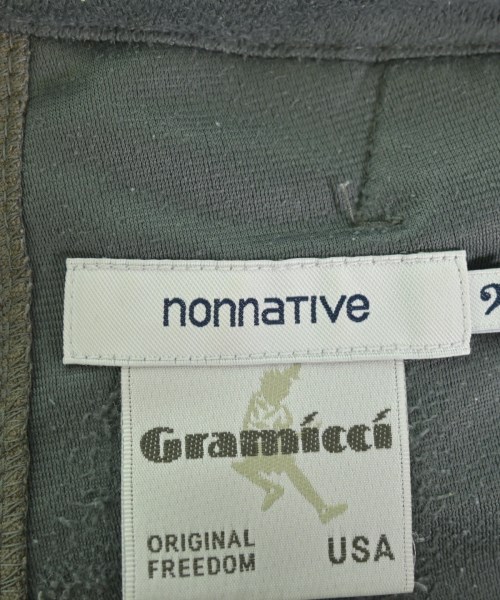 nonnative
Gramicci
ORIGINAL
FREEDOM
USA